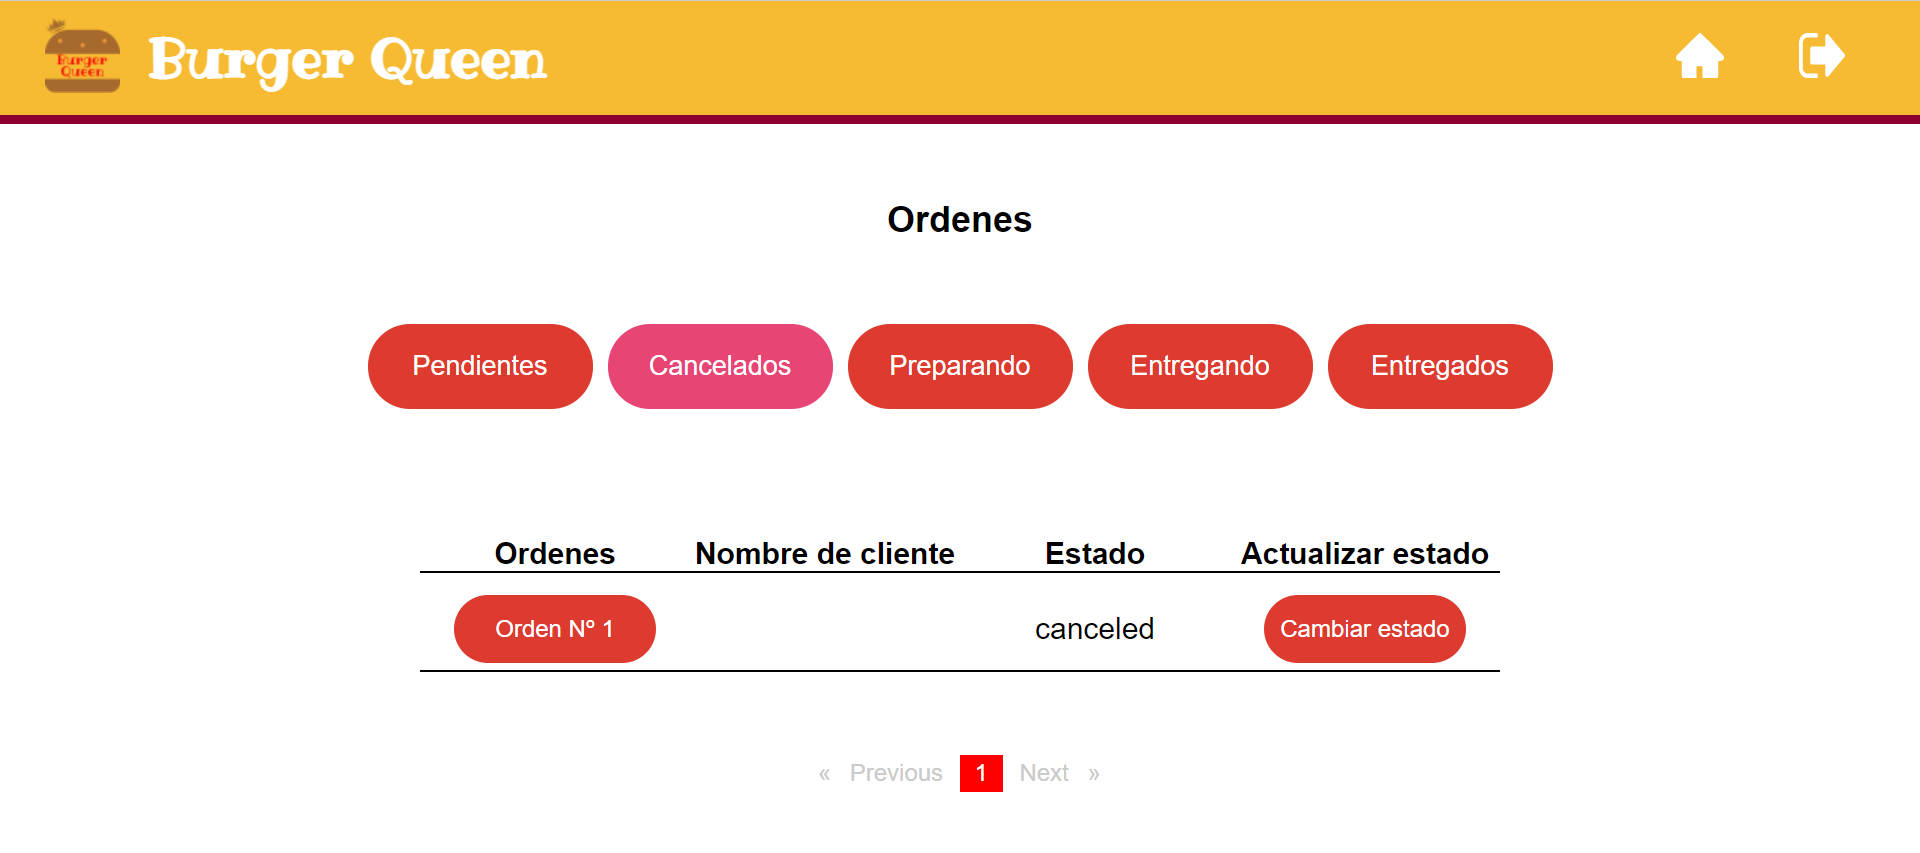 Burger
Queen
Burger Queen
Ordenes
Pendientes Cancelados Preparando Entregando Entregados
Ordenes Nombre de cliente Estado Actualizar estado
Orden Nº 1 canceled Cambiar estado
« Previous 1 Next »